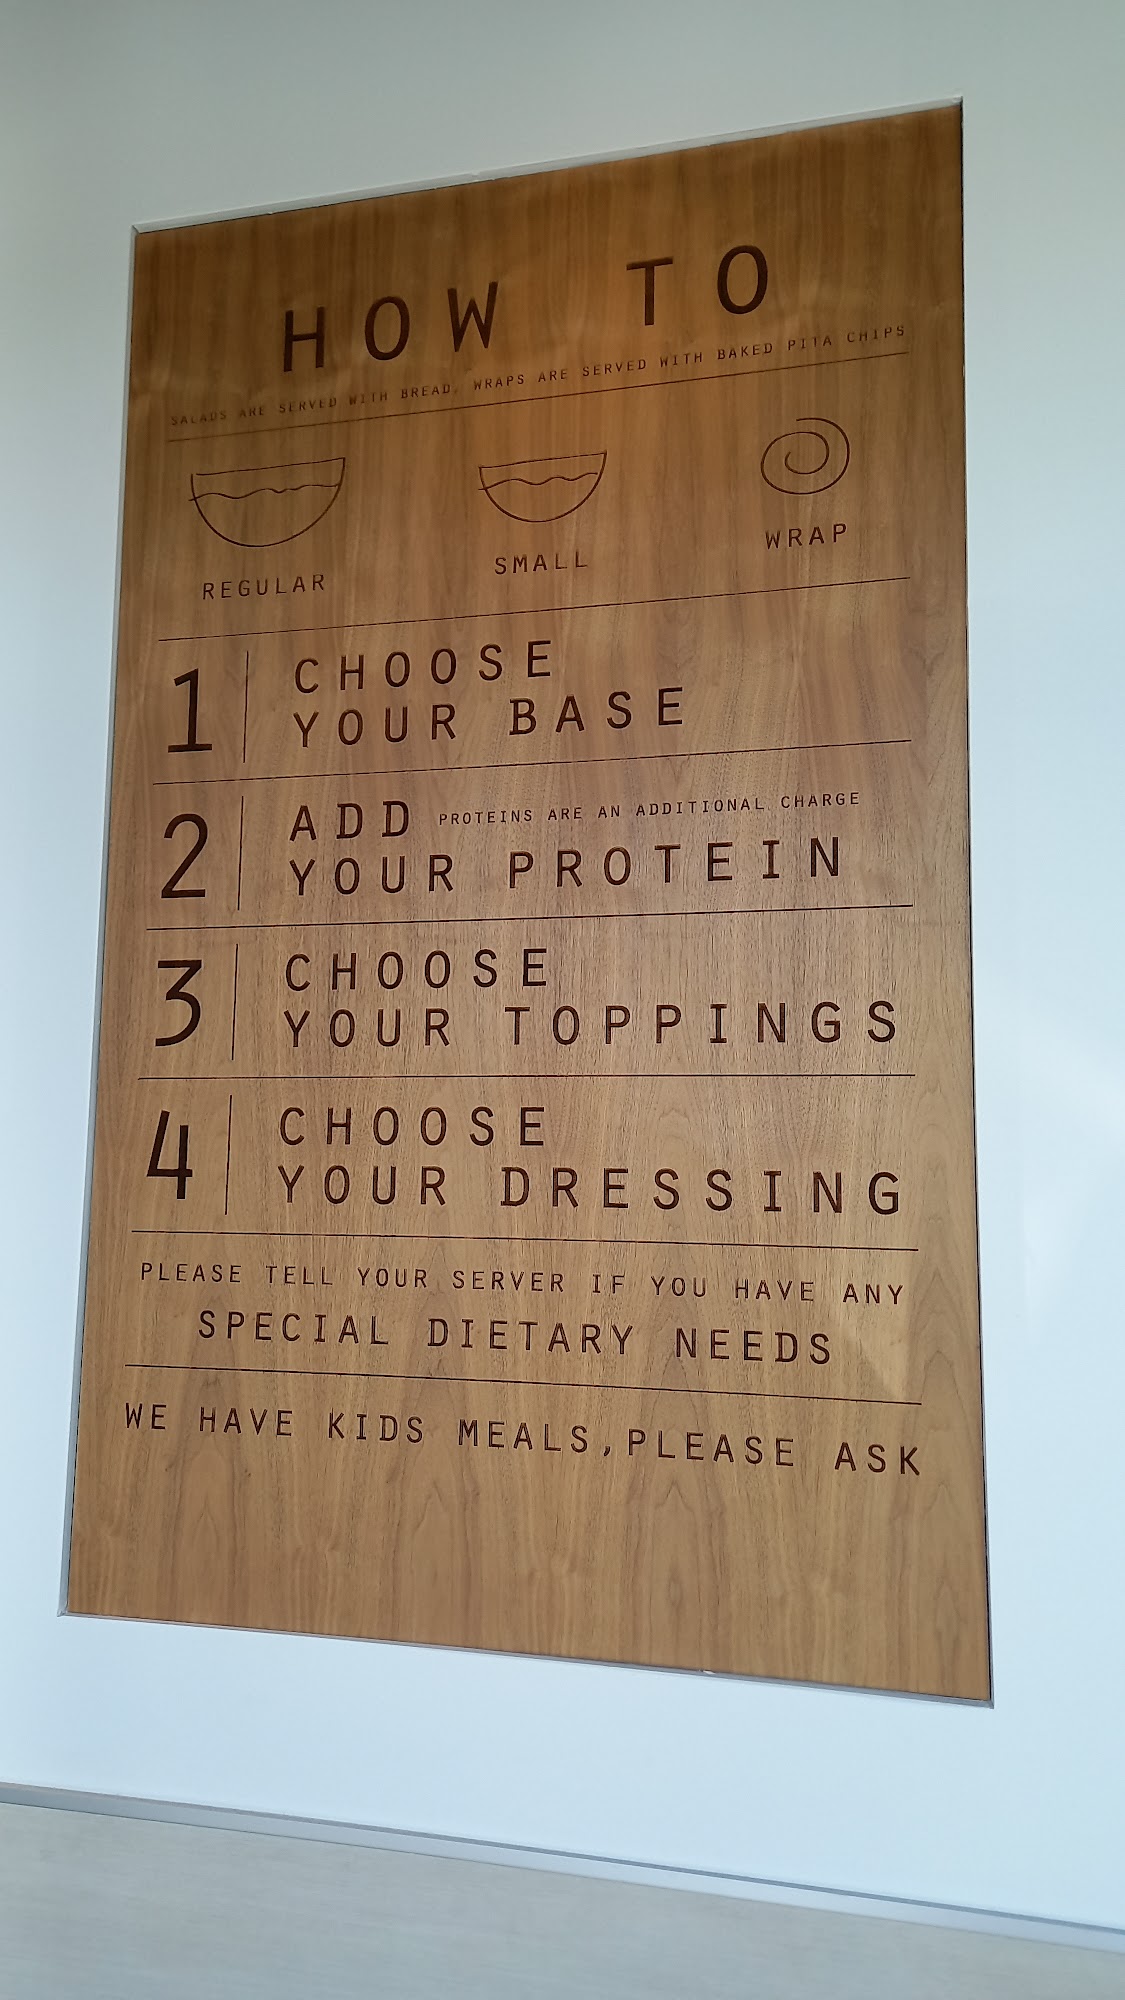 HOW TO
SALADS ARE SERVED WITH BREAD, WRAPS ARE SERVED WITH BAKED PITA CHIPS
REGULAR
SMALL
WRAP
1
CHOOSE
YOUR BASE
2
ADD PROTEINS ARE AN ADDITIONAL CHARGE
YOUR PROTEIN
3
CHOOSE
YOUR TOPPINGS
4
CHOOSE
YOUR DRESSING
PLEASE TELL YOUR SERVER IF YOU HAVE ANY
SPECIAL DIETARY NEEDS
WE HAVE KIDS MEALS,PLEASE ASK